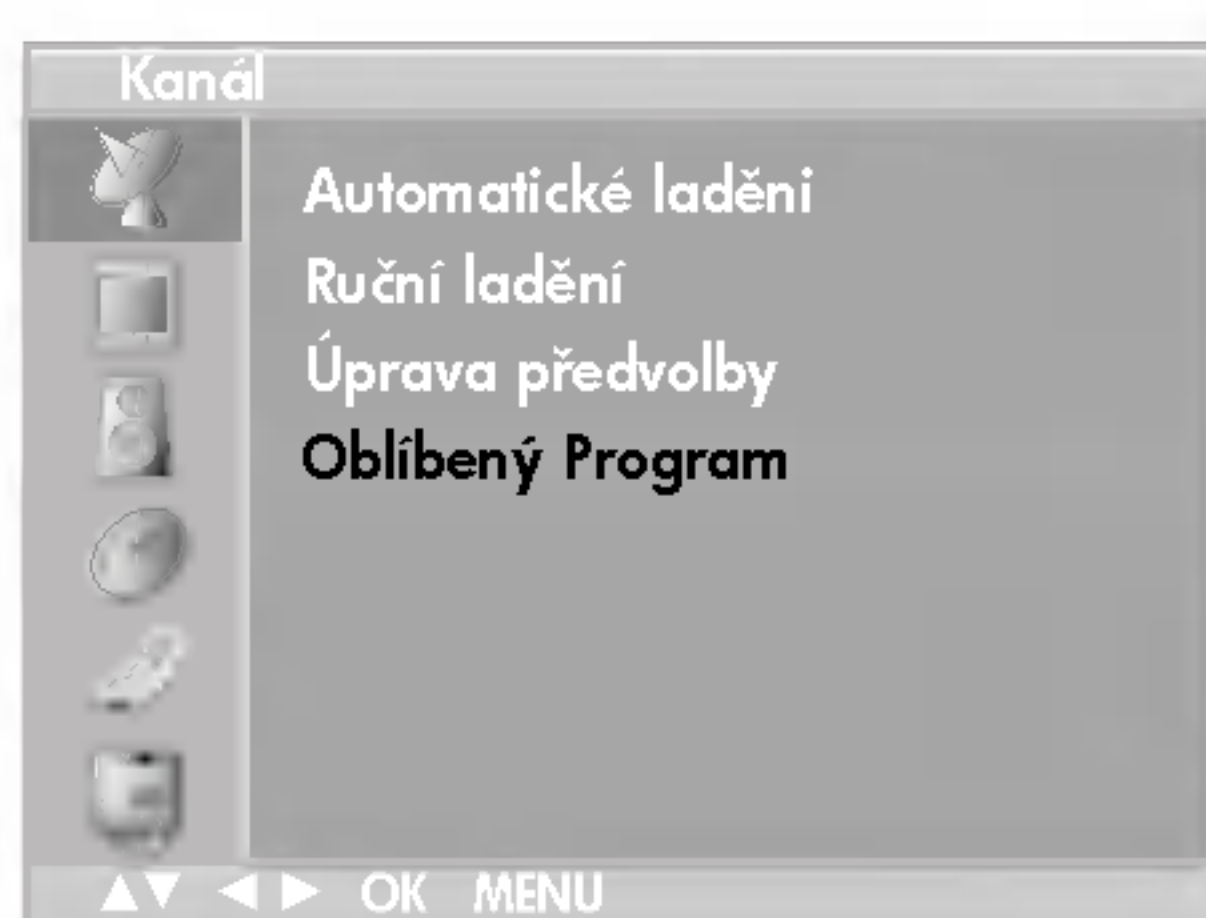 Kanál
Automatické laděni
Ruční ladění
Úprava předvolby
Oblíbený Program
▲▼ ◀ ▶ OK MENU